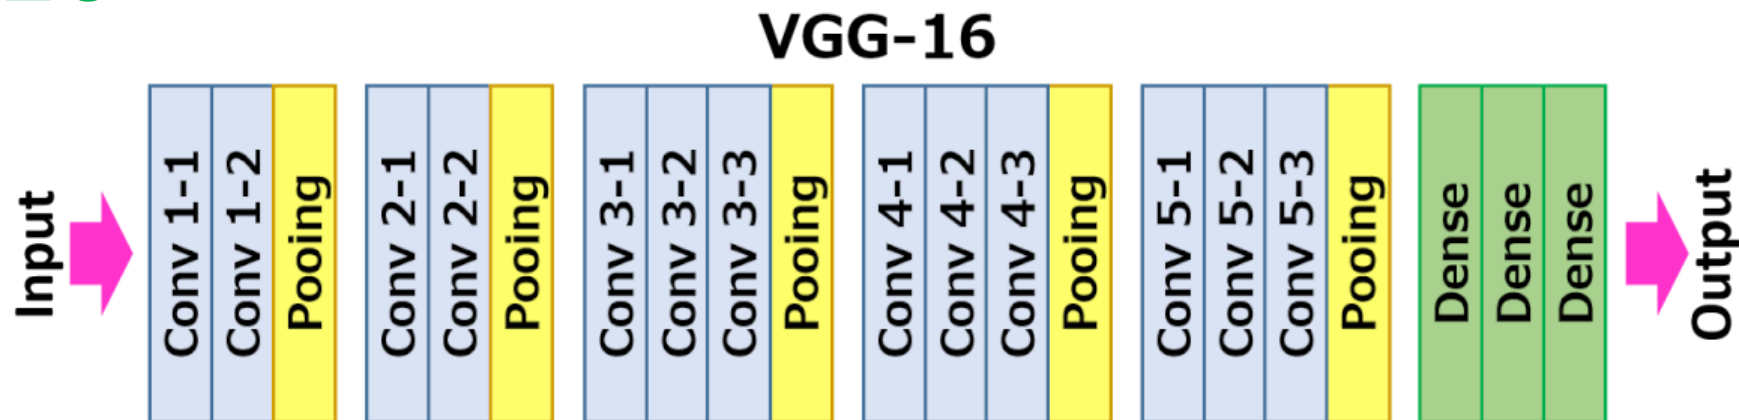 VGG-16
Input
Conv 1-1
Conv 1-2
Pooing
Conv 2-1
Conv 2-2
Pooing
Conv 3-1
Conv 3-2
Conv 3-3
Pooing
Conv 4-1
Conv 4-2
Conv 4-3
Pooing
Conv 5-1
Conv 5-2
Conv 5-3
Pooing
Dense
Dense
Dense
Output